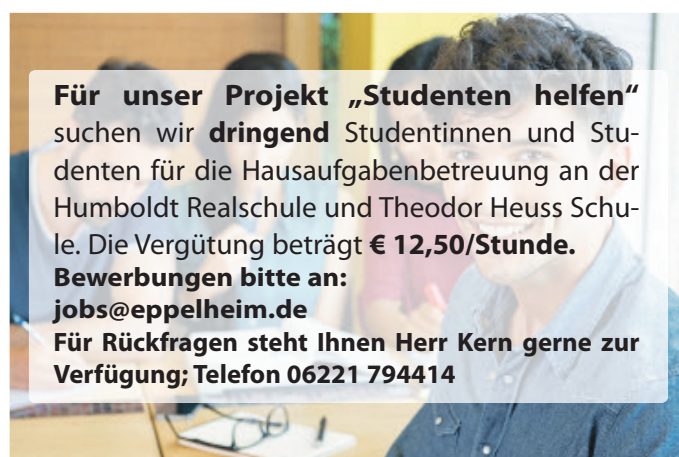 Für unser Projekt „Studenten helfen“
suchen wir dringend Studentinnen und Stu-
denten für die Hausaufgabenbetreuung an der
Humboldt Realschule und Theodor Heuss Schu-
le. Die Vergütung beträgt € 12,50/Stunde.
Bewerbungen bitte an:
jobs@eppelheim.de
Für Rückfragen steht Ihnen Herr Kern gerne zur
Verfügung; Telefon 06221 794414